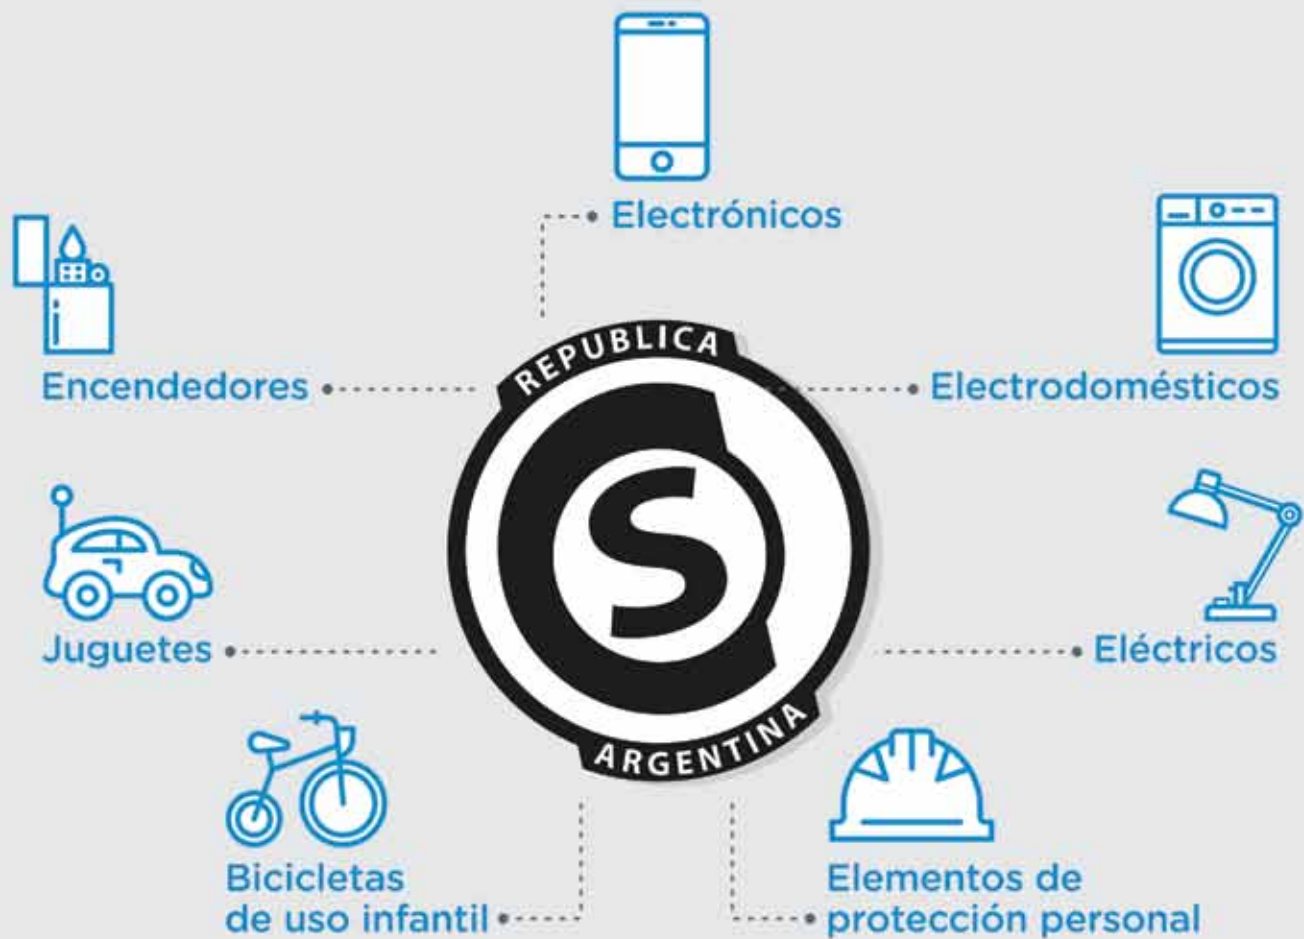 Electrónicos
Encendedores
Electrodomésticos
REPUBLICA
S
ARGENTINA
Juguetes
Eléctricos
Bicicletas
de uso infantil
Elementos de
protección personal